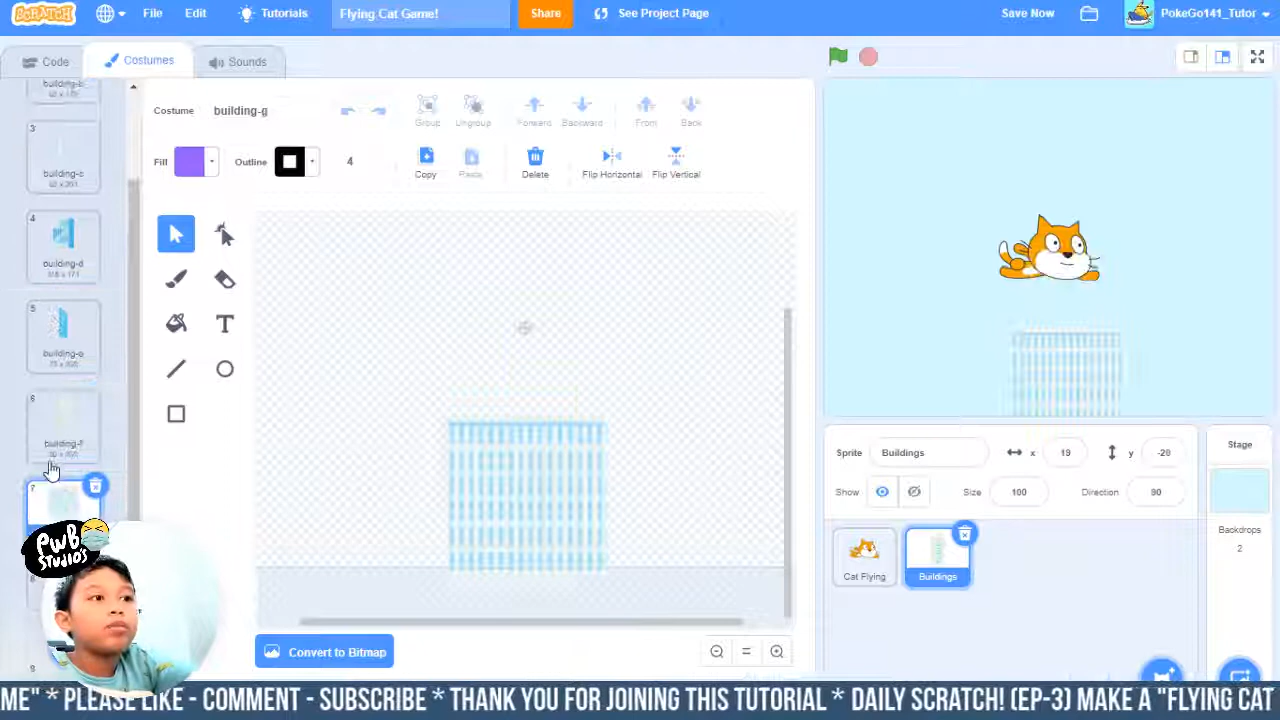 SCRATCH
File
Edit
Tutorials
Flying Cat Game!
Share
See Project Page
Save Now
PokeGo141_Tutor
Code
Costumes
Sounds
Costume
building-g
Group
Ungroup
Forward
Backward
Front
Back
Fill
Outline
4
Copy
Paste
Delete
Flip Horizontal
Flip Vertical
3
building-c
4
building-d
5
building-e
6
building-f
7
T
Convert to Bitmap
Sprite
Buildings
x
19
y
-20
Show
Size
100
Direction
90
Stage
Backdrops
2
Cat Flying
Buildings
PWB
STUDIO'S
ME" * PLEASE LIKE - COMMENT - SUBSCRIBE * THANK YOU FOR JOINING THIS TUTORIAL * DAILY SCRATCH! (EP-3) MAKE A "FLYING CAT